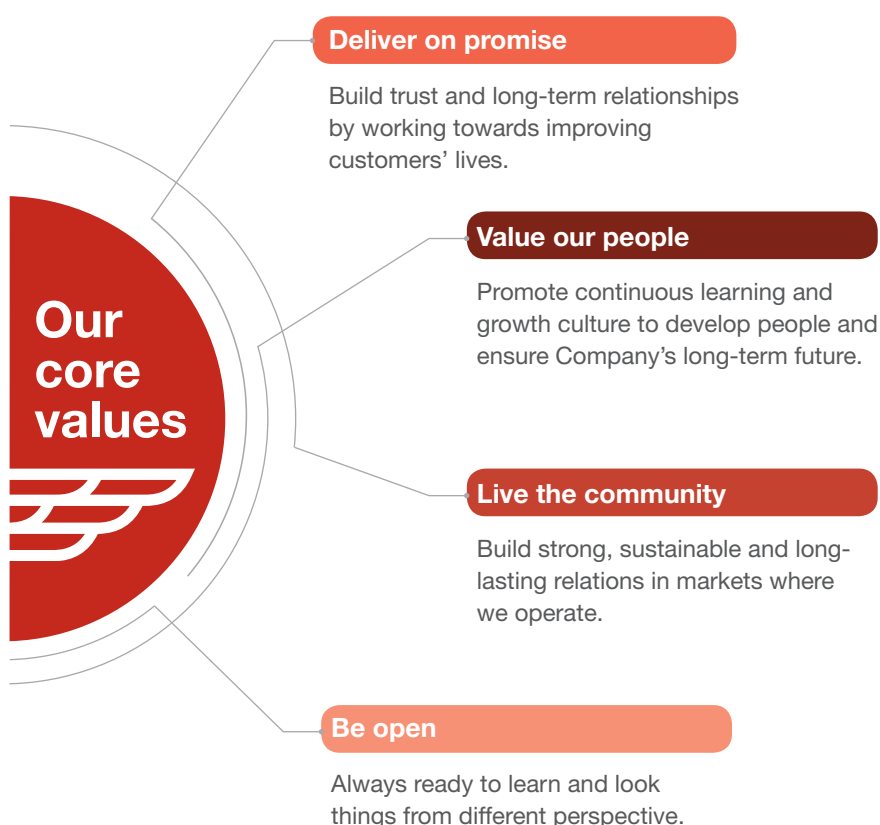 Our
core
values
Deliver on promise
Build trust and long-term relationships
by working towards improving
customers’ lives.
Value our people
Promote continuous learning and
growth culture to develop people and
ensure Company’s long-term future.
Live the community
Build strong, sustainable and long-
lasting relations in markets where
we operate.
Be open
Always ready to learn and look
things from different perspective.